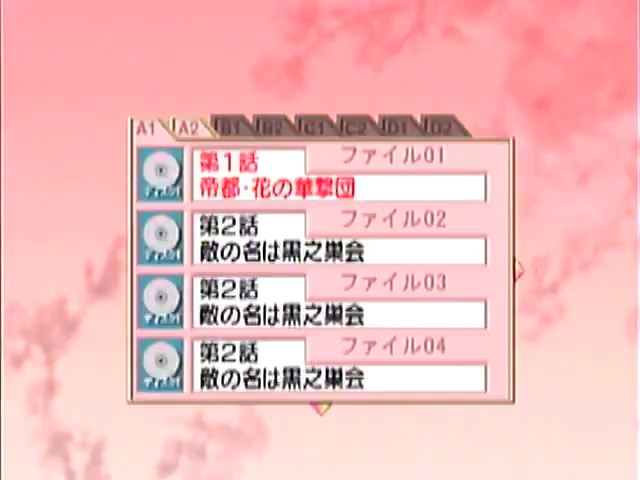 A1 A2 B1 B2 C1 C2 D1 D2
第1話 ファイル01
帝都・花の華撃団
第2話 ファイル02
敵の名は黒之巣会
第2話 ファイル03
敵の名は黒之巣会
第2話 ファイル04
敵の名は黒之巣会